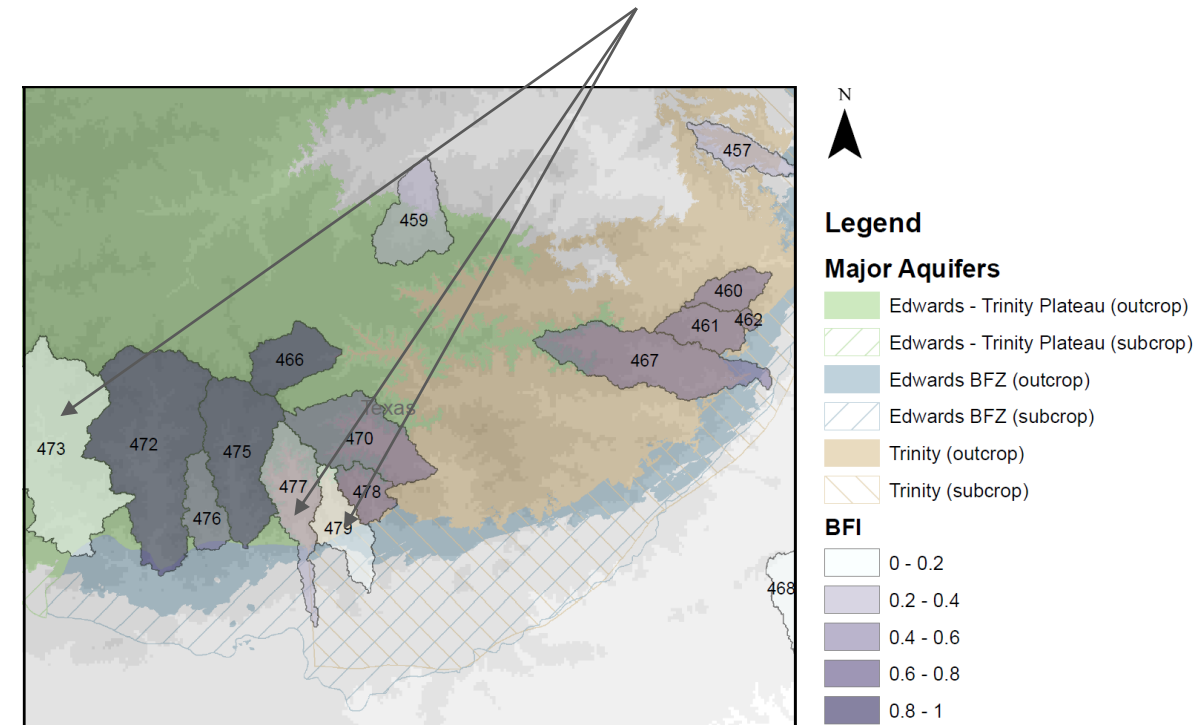 N
457
459
460
462
461
467
466
Texas
470
473
472
475
477
478
476
479
468
Legend
Major Aquifers
Edwards - Trinity Plateau (outcrop)
Edwards - Trinity Plateau (subcrop)
Edwards BFZ (outcrop)
Edwards BFZ (subcrop)
Trinity (outcrop)
Trinity (subcrop)
BFI
0 - 0.2
0.2 - 0.4
0.4 - 0.6
0.6 - 0.8
0.8 - 1